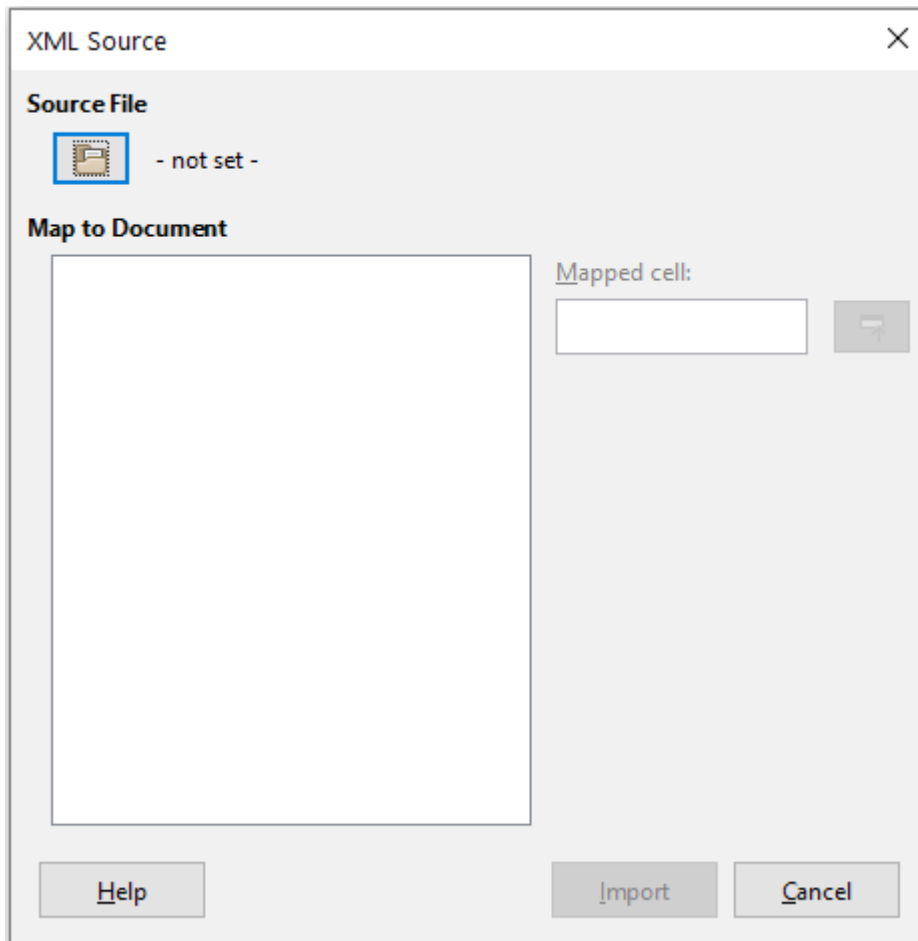 XML Source
Source File
- not set -
Map to Document
Mapped cell:
Help
Import
Cancel